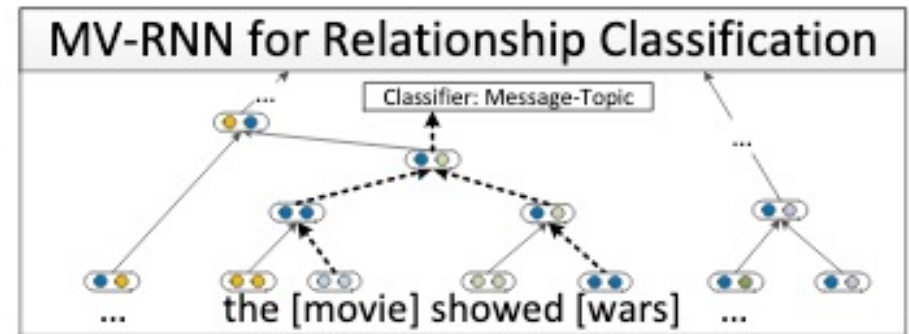 MV-RNN for Relationship Classification
...
Classifier: Message-Topic
...
... the [movie] showed [wars] ...